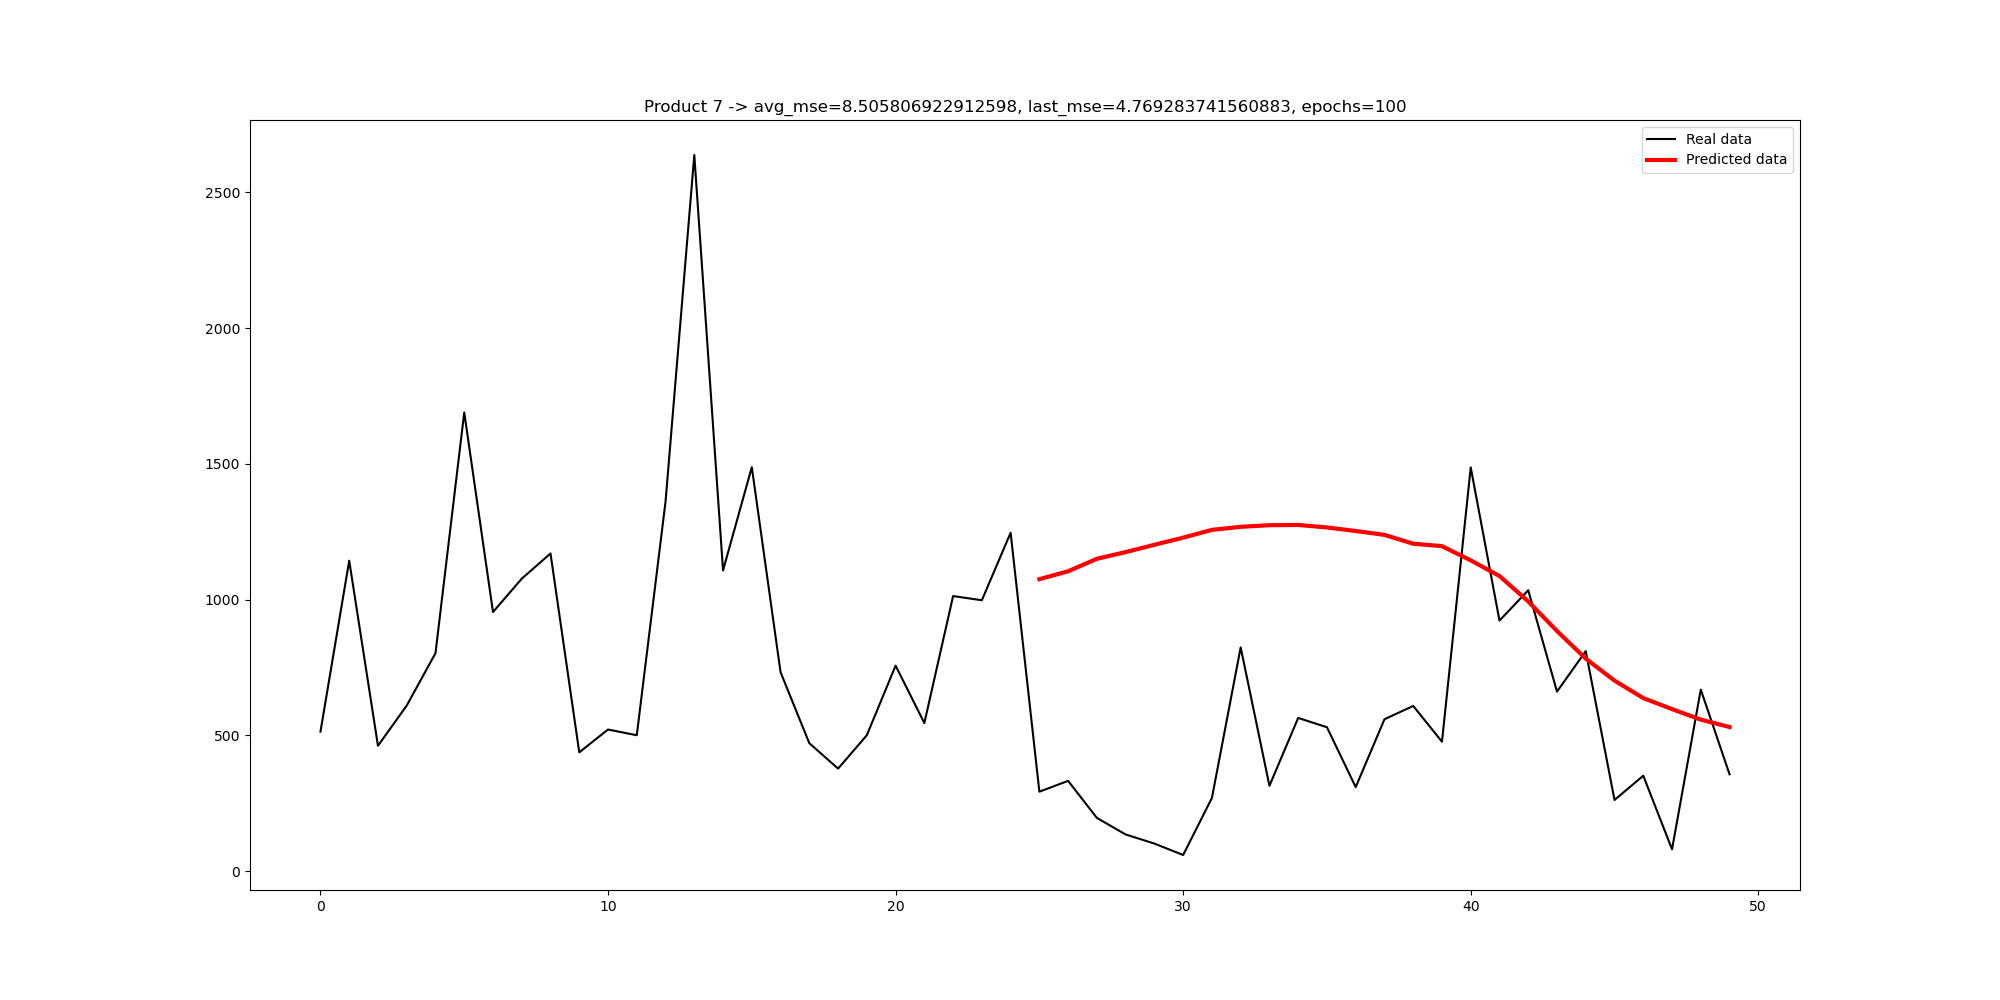 Product 7 -> avg_mse=8.505806922912598, last_mse=4.769283741560883, epochs=100
Real data
Predicted data
2500
2000
1500
1000
500
0
0 10 20 30 40 50